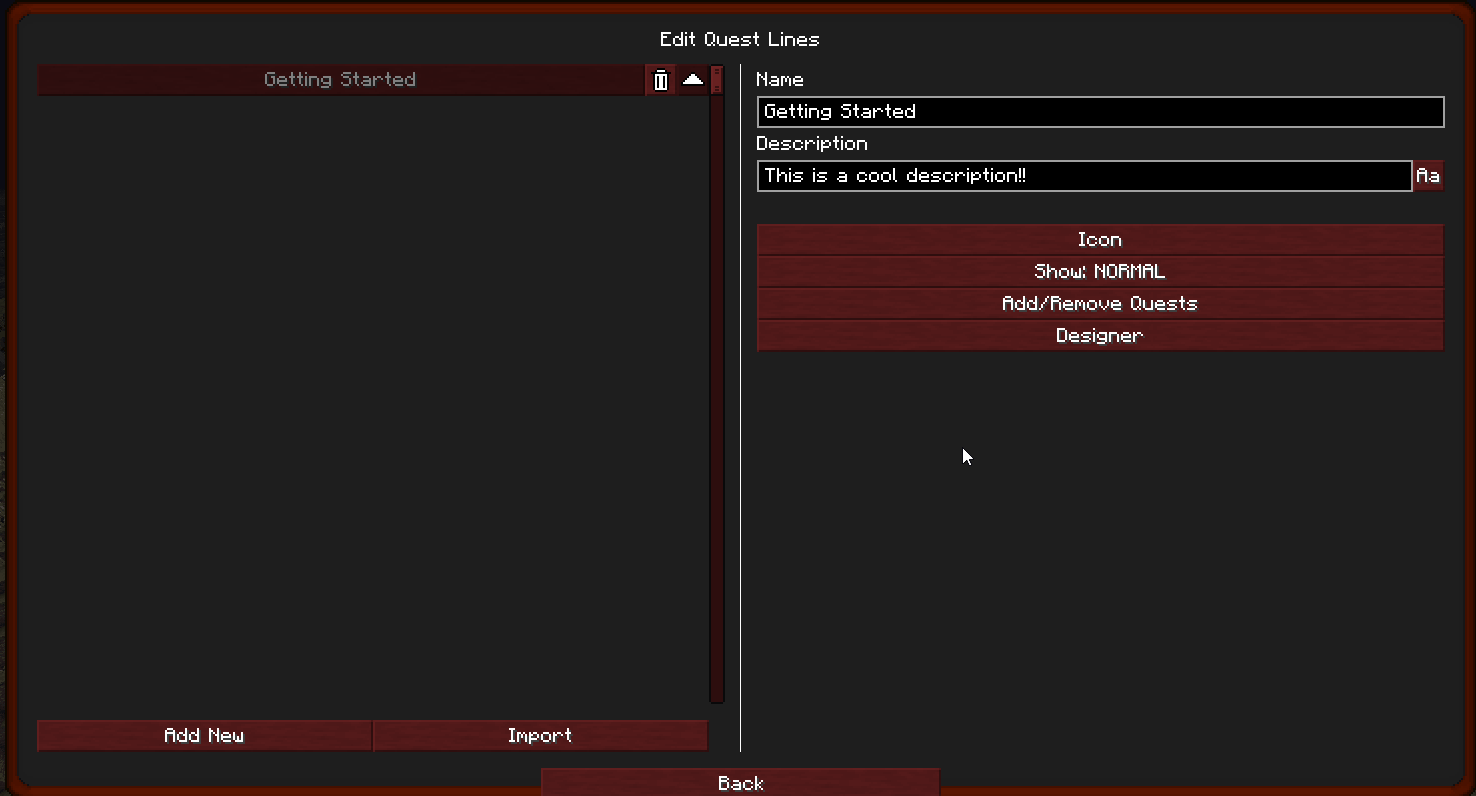 Edit Quest Lines
Getting Started
Name
Getting Started
Description
This is a cool description!!
Aa
Icon
Show: NORMAL
Add/Remove Quests
Designer
Add New
Import
Back